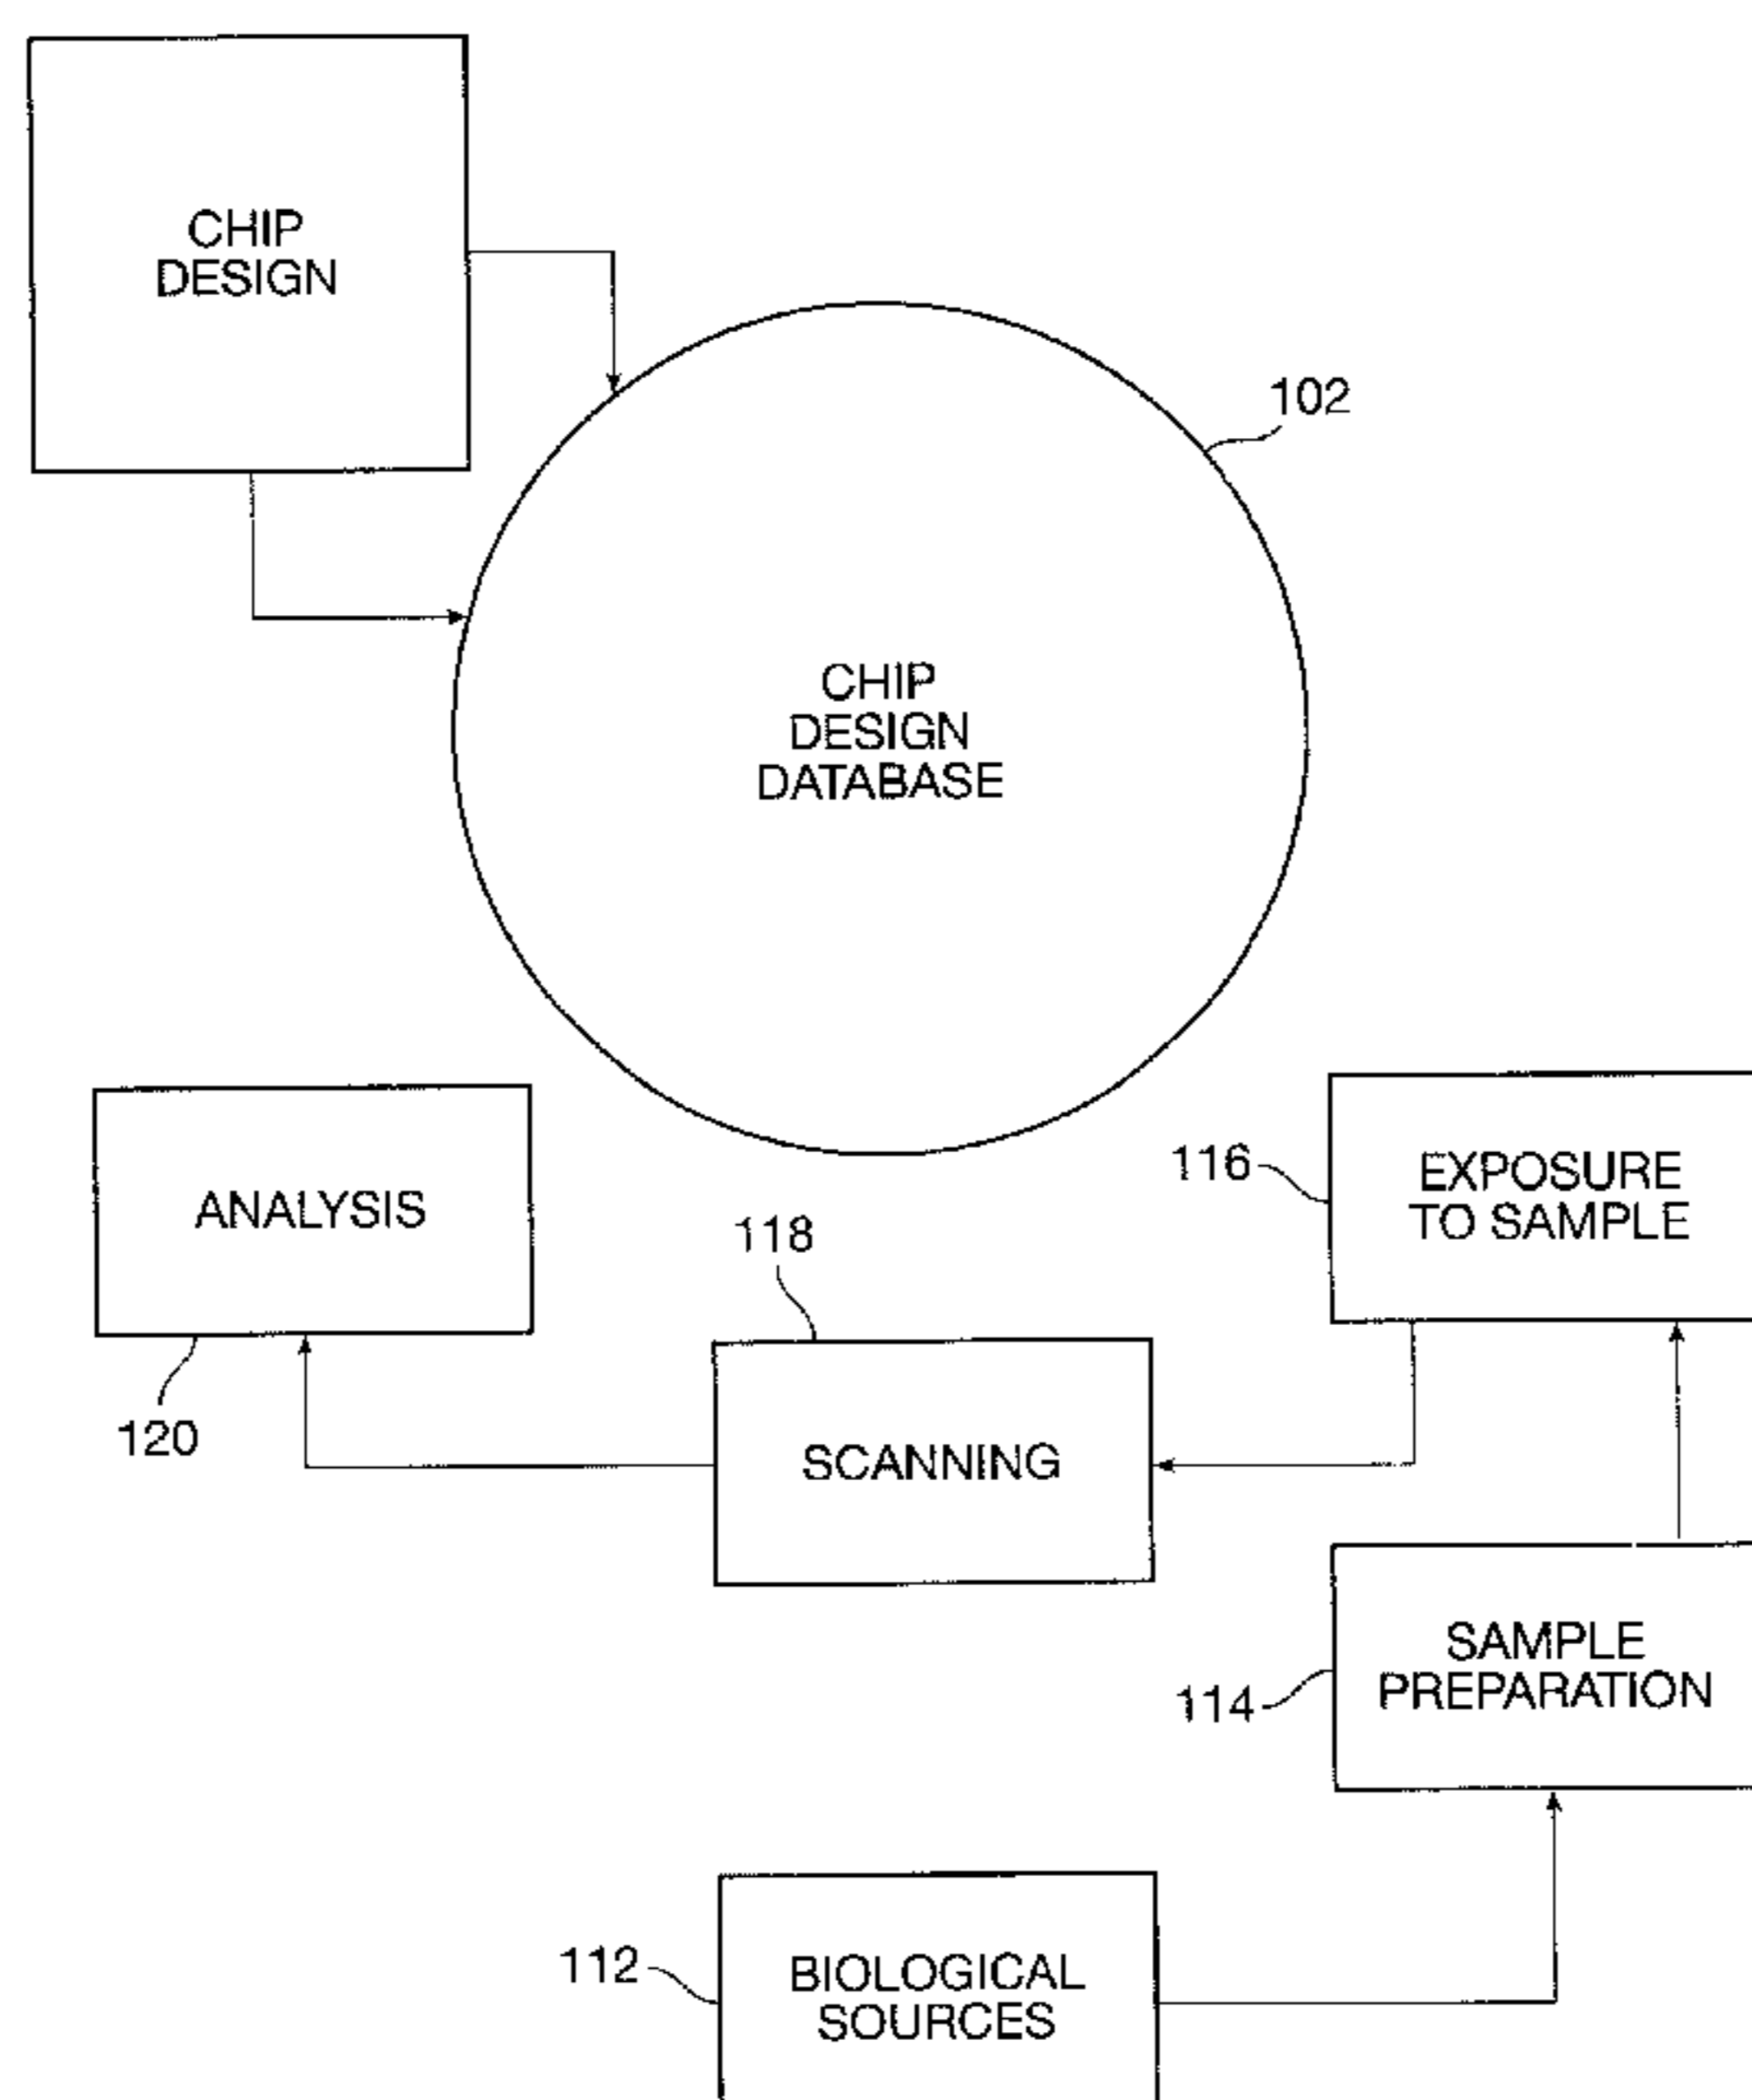 CHIP
DESIGN
102
CHIP
DESIGN
DATABASE
116
EXPOSURE
TO SAMPLE
ANALYSIS
118
120
SCANNING
SAMPLE
PREPARATION
114
112
BIOLOGICAL
SOURCES